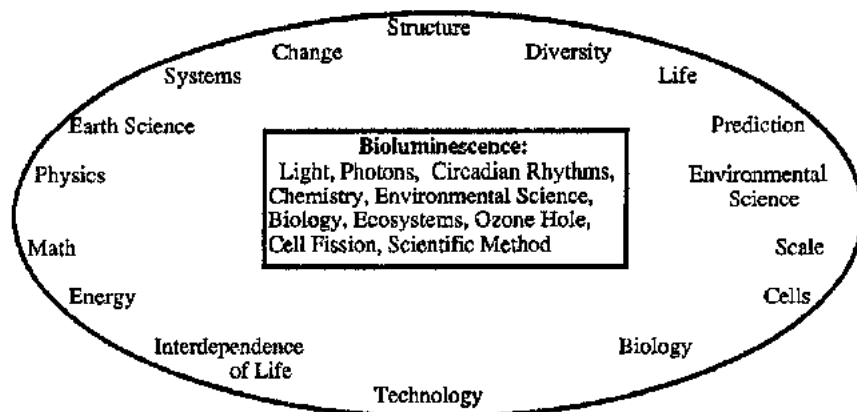 Structure
Change
Diversity
Systems
Life
Earth Science
Prediction
Bioluminescence:
Light, Photons, Circadian Rhythms,
Chemistry, Environmental Science,
Biology, Ecosystems, Ozone Hole,
Cell Fission, Scientific Method
Physics
Environmental
Science
Math
Scale
Energy
Cells
Interdependence
of Life
Biology
Technology